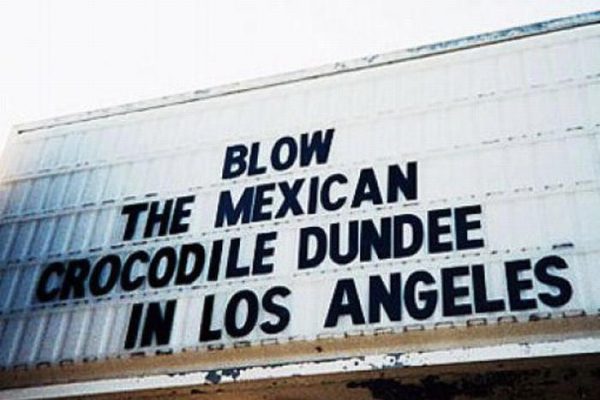 BLOW
THE MEXICAN
CROCODILE DUNDEE
IN LOS ANGELES